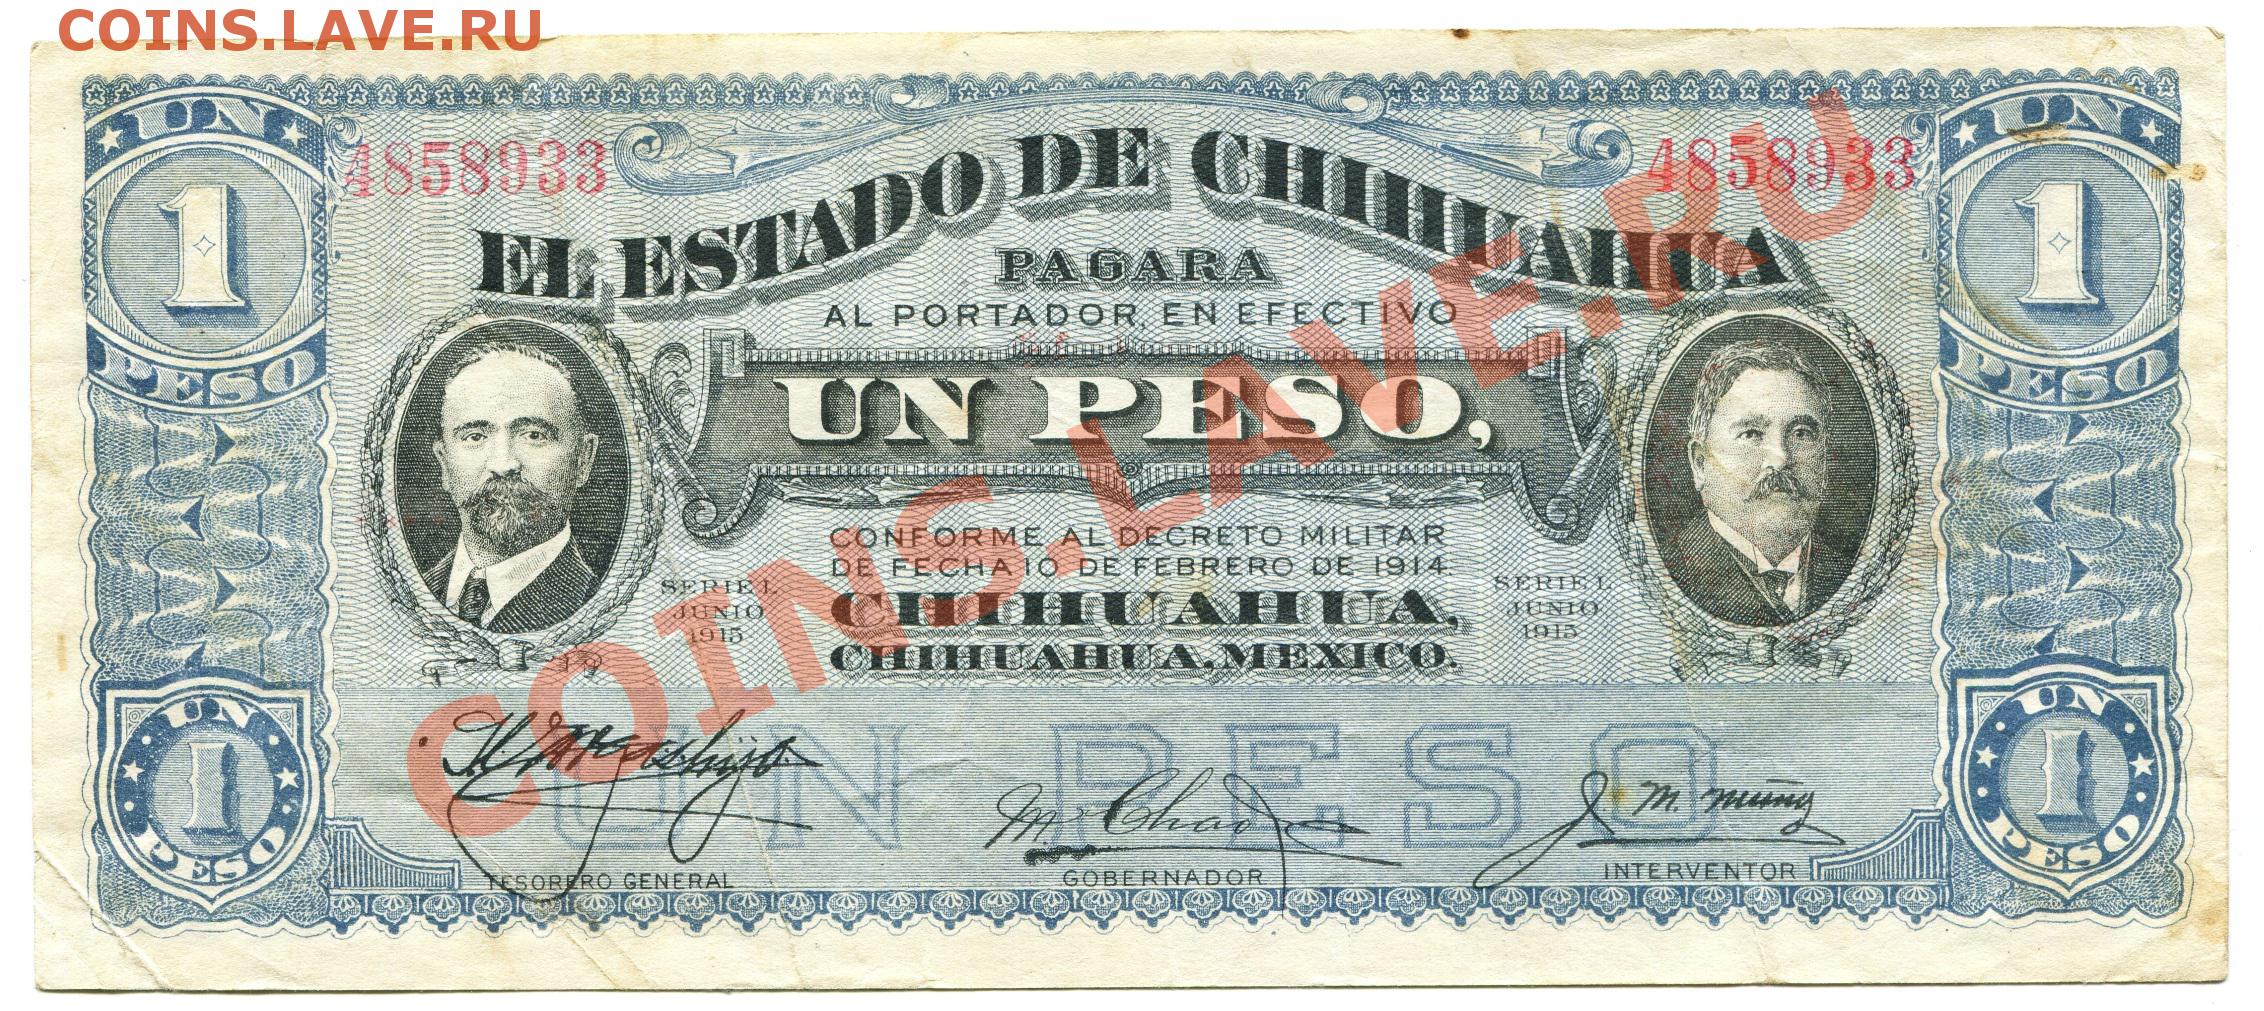 COINS.LAVE.RU
UN
1
PESO
UN
1
PESO
4858933
4858933
EL ESTADO DE CHIHUAHUA
PAGARA
AL PORTADOR, EN EFECTIVO
UN PESO,
CONFORME AL DECRETO MILITAR
DE FECHA 10 DE FEBRERO DE 1914.
CHIHUAHUA,
CHIHUAHUA, MEXICO.
SERIE L
JUNIO
1915
SERIE L
JUNIO
1915
COINS.LAVE.RU
UN PESO
UN
1
PESO
UN
1
PESO
TESORERO GENERAL
M. Chao
GOBERNADOR
J. M. Muñoz
INTERVENTOR